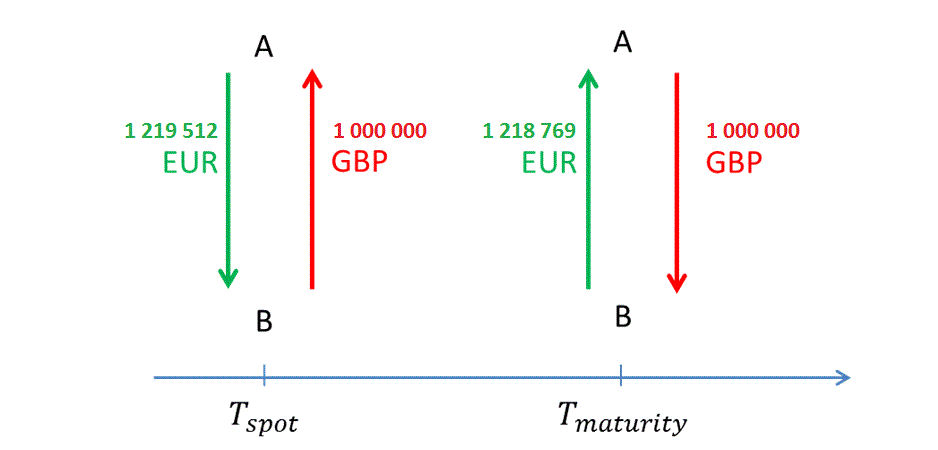 A
A
1 219 512
EUR
1 000 000
GBP
1 218 769
EUR
1 000 000
GBP
B
B
T_spot
T_maturity